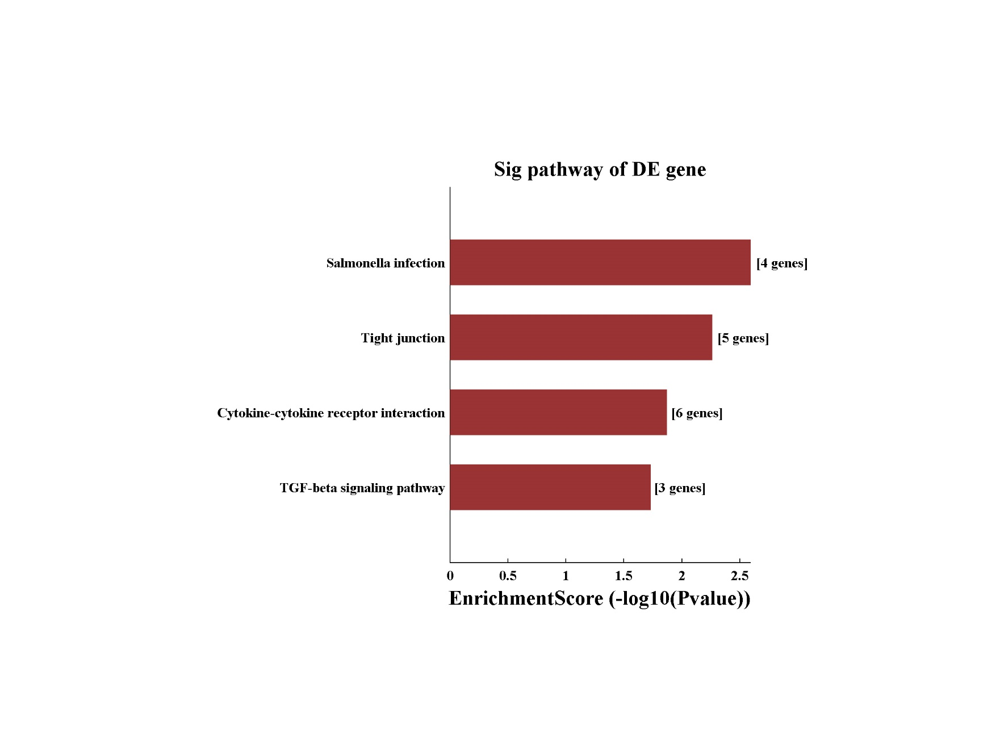 Sig pathway of DE gene
Salmonella infection [4 genes]
Tight junction [5 genes]
Cytokine-cytokine receptor interaction [6 genes]
TGF-beta signaling pathway [3 genes]
0 0.5 1 1.5 2 2.5
EnrichmentScore (-log10(Pvalue))